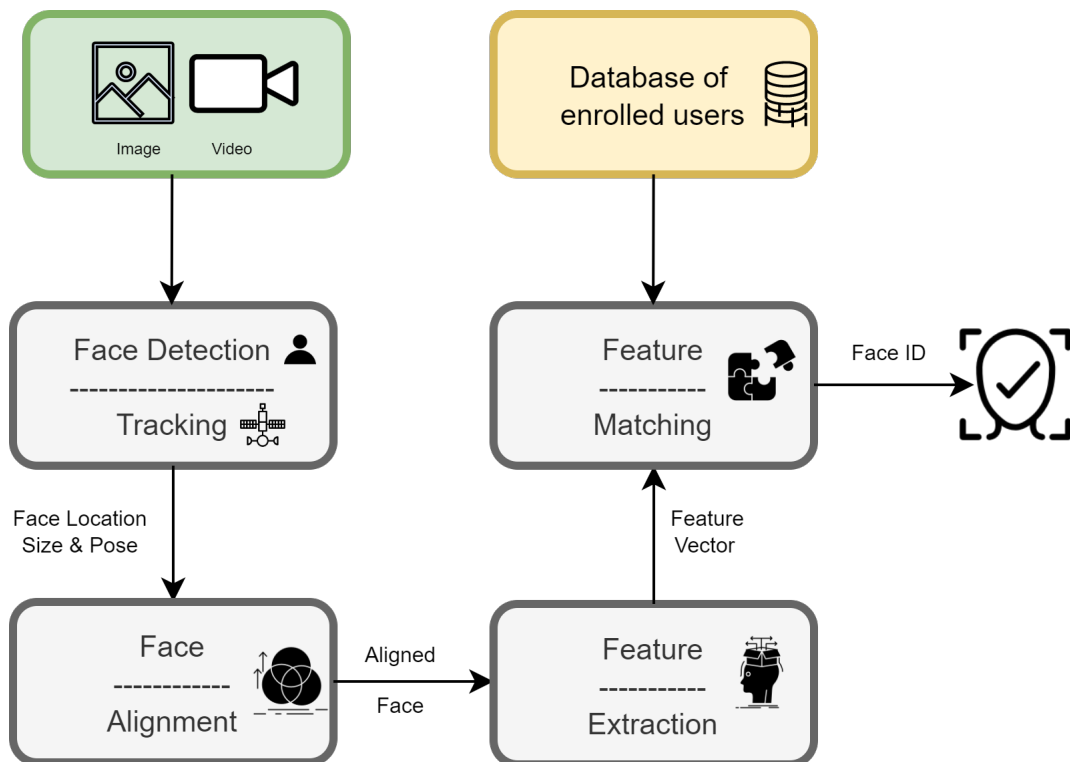 Image
Video
Database of
enrolled users
Face Detection
--------------------
Tracking
Feature
-----------
Matching
Face ID
Face Location
Size & Pose
Feature
Vector
Face
------------
Alignment
Aligned
Face
Feature
-----------
Extraction